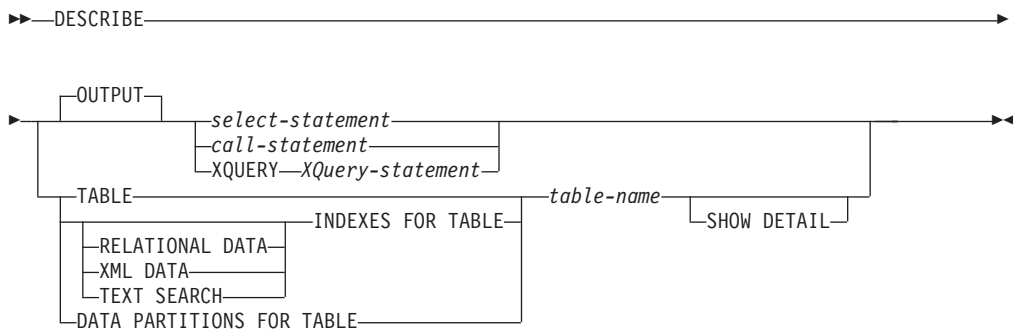 DESCRIBE
OUTPUT
select-statement
call-statement
XQUERY XQuery-statement
TABLE table-name
INDEXES FOR TABLE SHOW DETAIL
RELATIONAL DATA
XML DATA
TEXT SEARCH
DATA PARTITIONS FOR TABLE